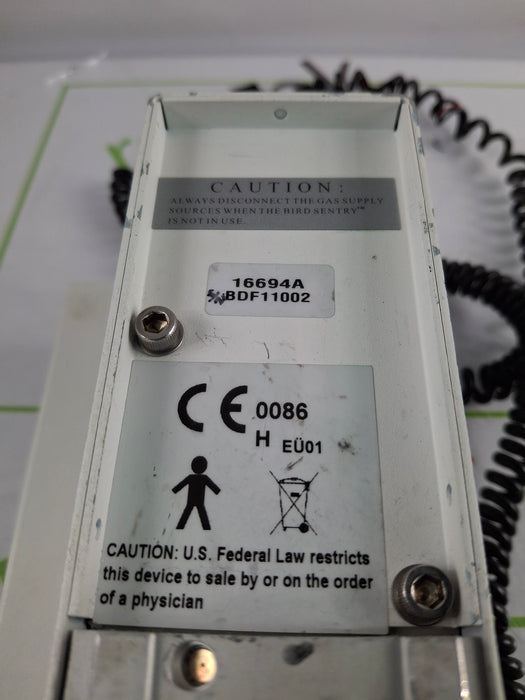 CAUTION:
ALWAYS DISCONNECT THE GAS SUPPLY
SOURCES WHEN THE BIRD SENTRY™
IS NOT IN USE.
16694A
S/N BDF11002
CE 0086
H EÜ01
CAUTION: U.S. Federal Law restricts
this device to sale by or on the order
of a physician